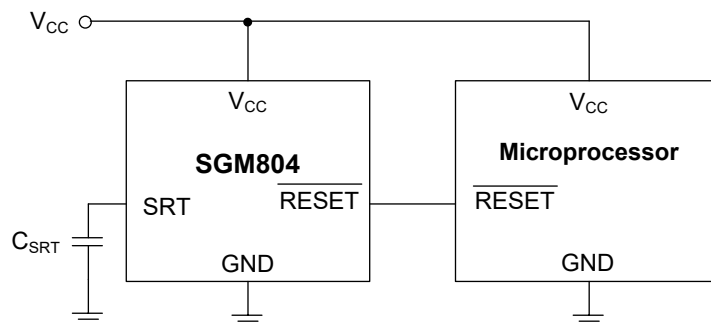 VCC
VCC
VCC
SGM804
Microprocessor
SRT
RESET
RESET
CSRT
GND
GND